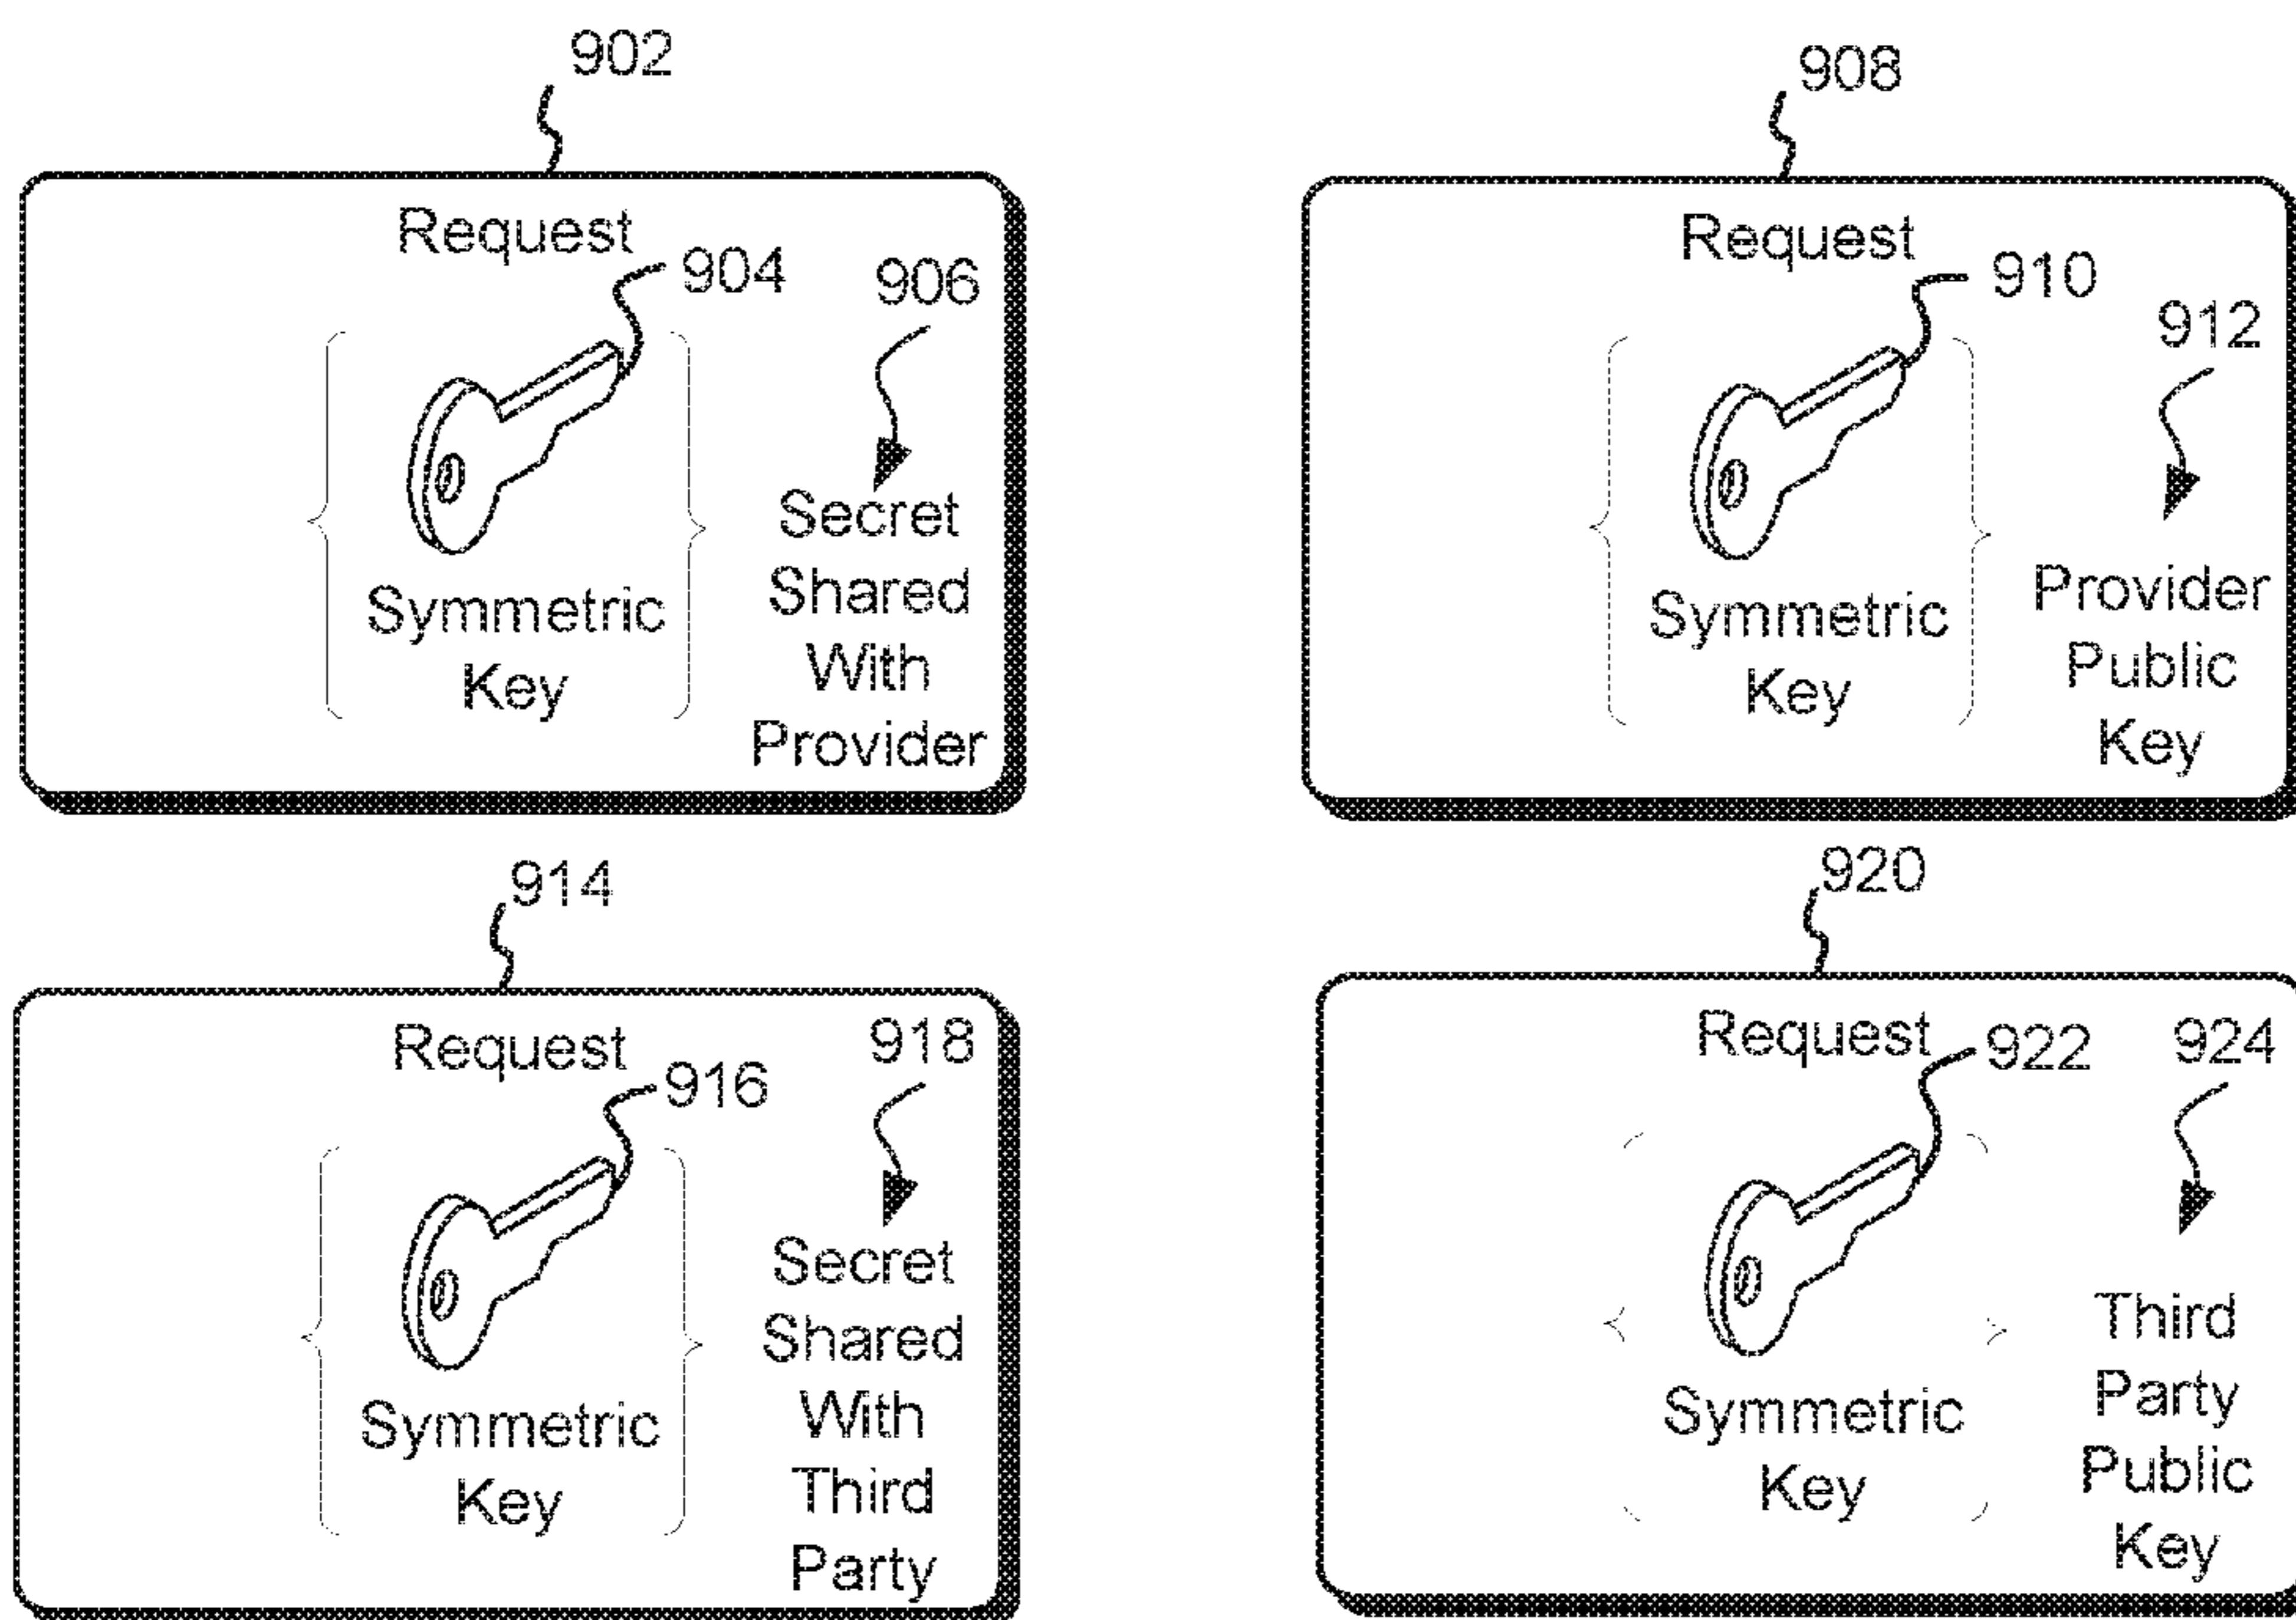 902
Request
904
906
Symmetric
Key
Secret
Shared
With
Provider
908
Request
910
912
Symmetric
Key
Provider
Public
Key
914
Request
916
918
Symmetric
Key
Secret
Shared
With
Third
Party
920
Request
922
924
Symmetric
Key
Third
Party
Public
Key